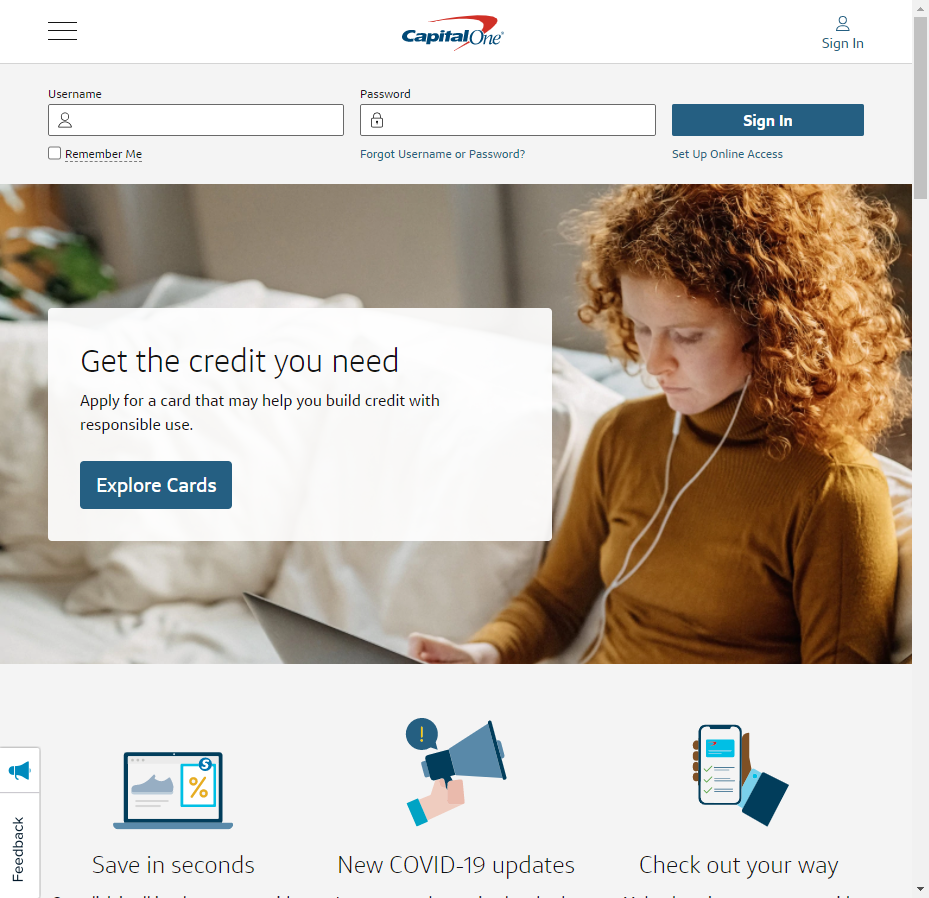 CapitalOne
Sign In
Username
Password
Sign In
Remember Me
Forgot Username or Password?
Set Up Online Access
Get the credit you need
Apply for a card that may help you build credit with
responsible use.
Explore Cards
!
$
%
Feedback
Save in seconds
New COVID-19 updates
Check out your way